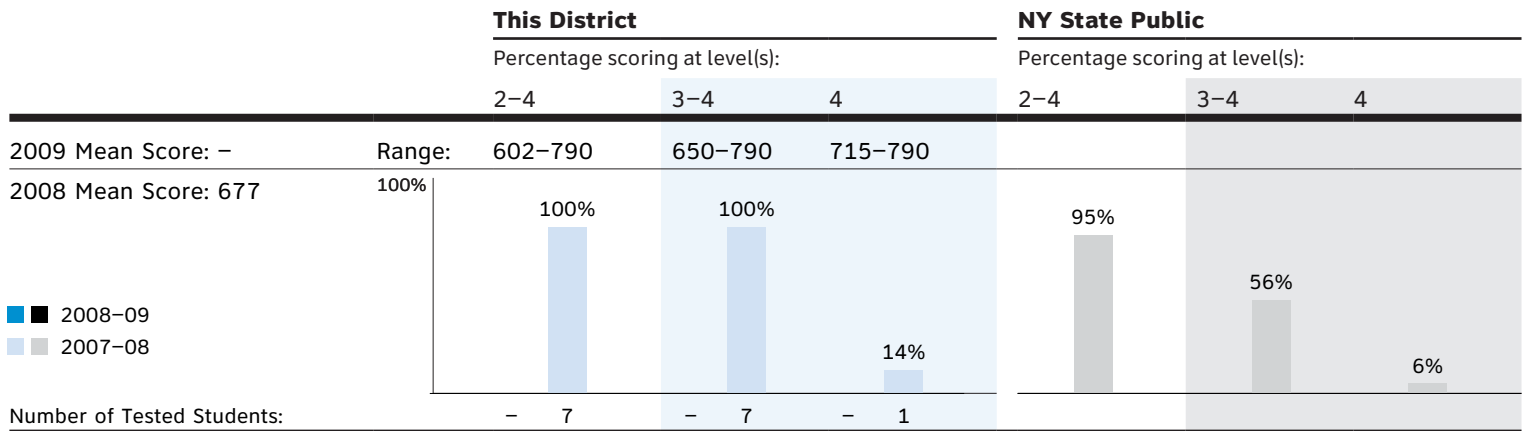 This District NY State Public
Percentage scoring at level(s): Percentage scoring at level(s):
2–4 3–4 4 2–4 3–4 4
2009 Mean Score: – Range: 602–790 650–790 715–790
2008 Mean Score: 677 100%
100% 100% 95%
56%
14% 6%
2008–09
2007–08
Number of Tested Students: – 7 – 7 – 1